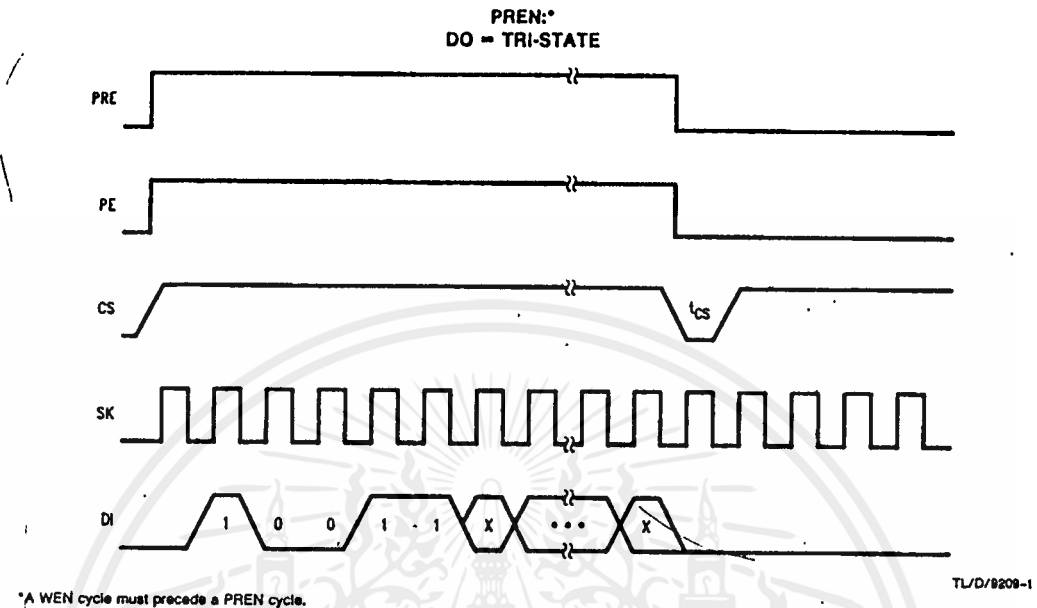 PREN:*
DO = TRI-STATE
PRE
PE
CS
tCS
SK
DI
1 0 0 1 1 X ••• X
TL/D/9209-1
*A WEN cycle must precede a PREN cycle.